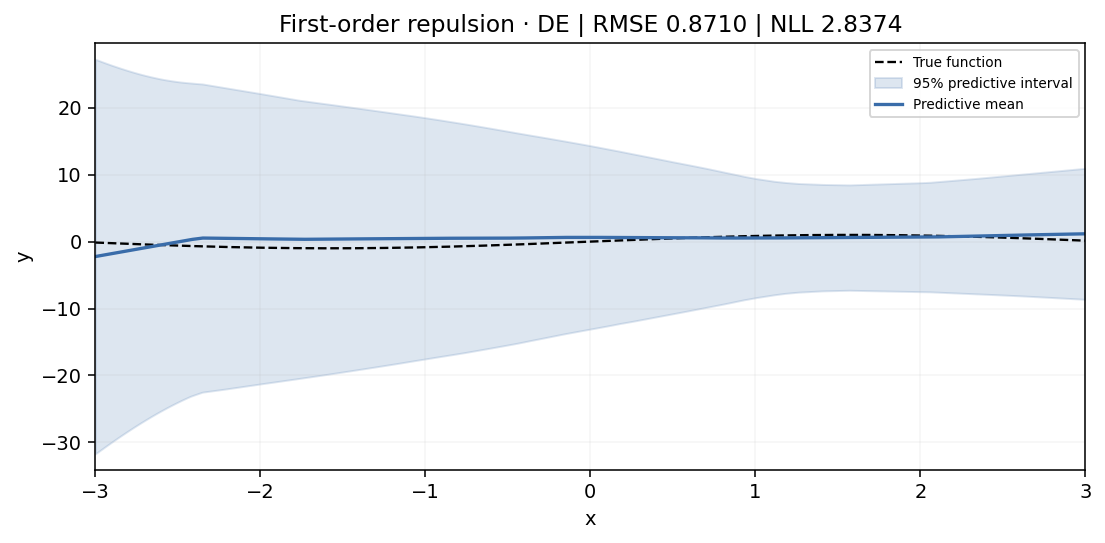 First-order repulsion · DE | RMSE 0.8710 | NLL 2.8374
True function
95% predictive interval
Predictive mean
y
20
10
0
−10
−20
−30
−3
−2
−1
0
1
2
3
x